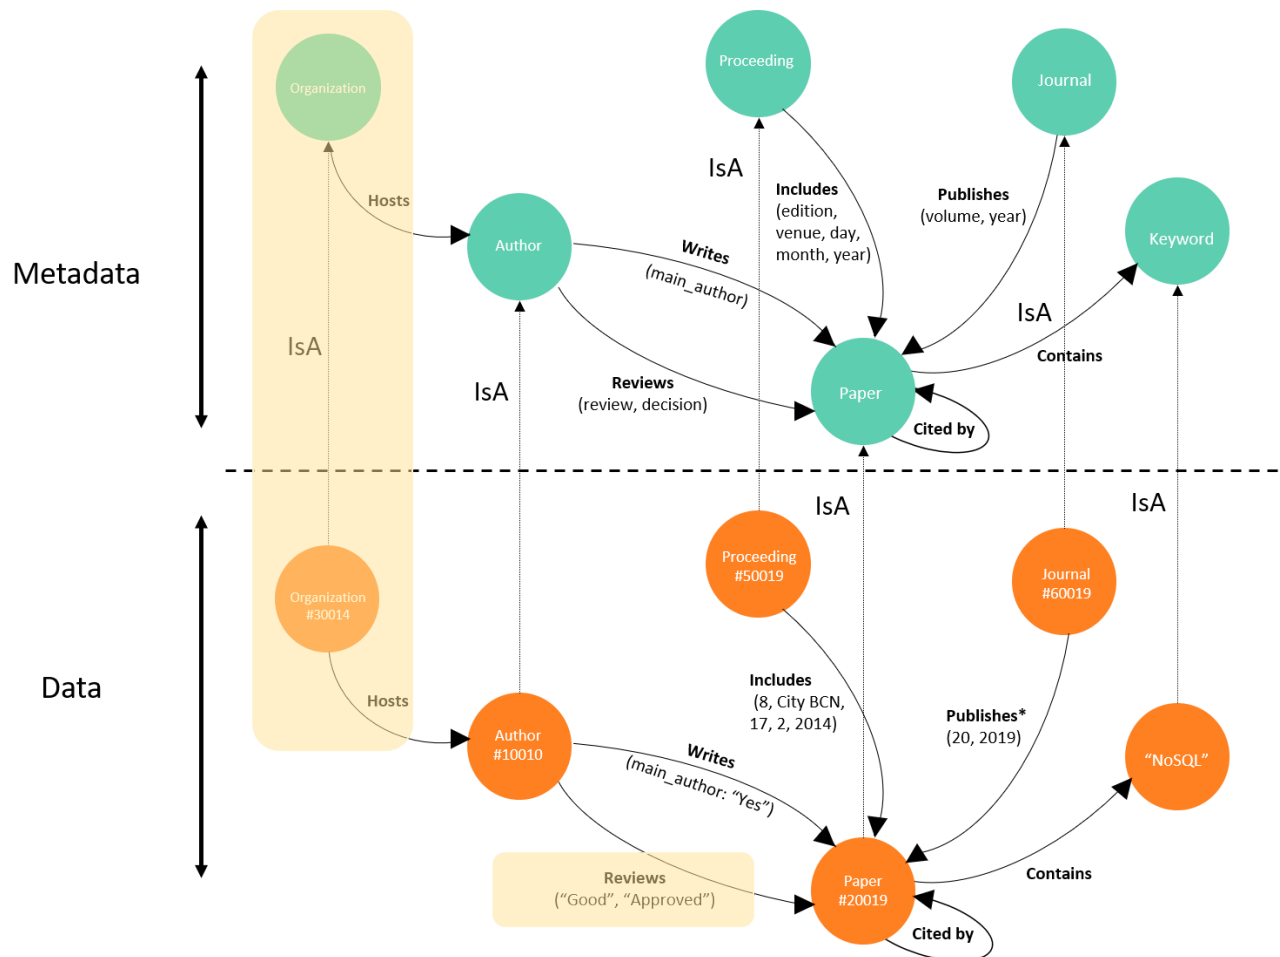 Organization
Proceeding
Journal
IsA
Hosts
Includes
(edition,
venue, day,
month, year)
Publishes
(volume, year)
Author
Writes
(main_author)
Keyword
Metadata
IsA
IsA
Contains
IsA
Reviews
(review, decision)
Paper
Cited by
IsA
IsA
Proceeding
#50019
Journal
#60019
Organization
#30014
Data
Hosts
Includes
(8, City BCN,
17, 2, 2014)
Publishes*
(20, 2019)
Author
#10010
Writes
(main_author: “Yes”)
“NoSQL”
Reviews
(“Good”, “Approved”)
Paper
#20019
Contains
Cited by